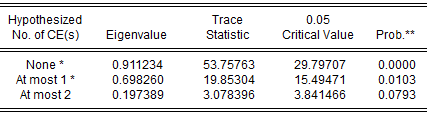 Hypothesized Trace 0.05
No. of CE(s) Eigenvalue Statistic Critical Value Prob.**
None * 0.911234 53.75763 29.79707 0.0000
At most 1 * 0.698260 19.85304 15.49471 0.0103
At most 2 0.197389 3.078396 3.841466 0.0793